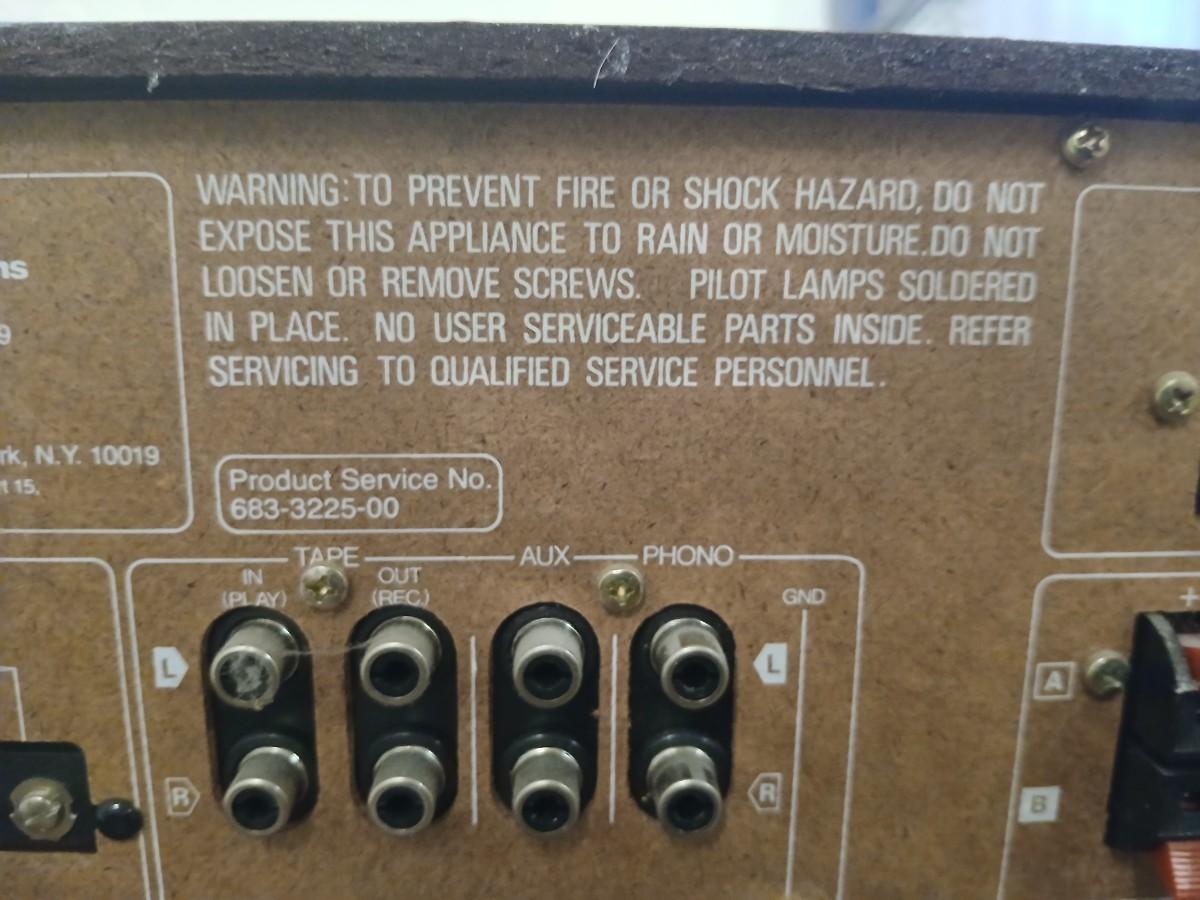 WARNING: TO PREVENT FIRE OR SHOCK HAZARD, DO NOT
EXPOSE THIS APPLIANCE TO RAIN OR MOISTURE.DO NOT
LOOSEN OR REMOVE SCREWS. PILOT LAMPS SOLDERED
IN PLACE. NO USER SERVICEABLE PARTS INSIDE. REFER
SERVICING TO QUALIFIED SERVICE PERSONNEL.
9
N.Y. 10019
15,
Product Service No.
683-3225-00
TAPE AUX PHONO
IN OUT
(PLAY) (REC.) GND
+
L L
A
R R
B